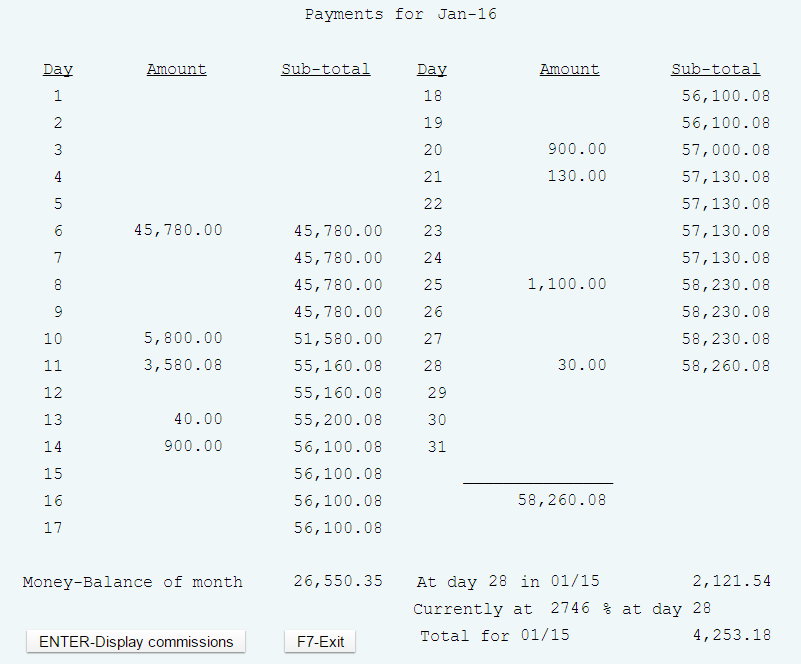 Payments for Jan-16
Day Amount Sub-total Day Amount Sub-total
1 18 56,100.08
2 19 56,100.08
3 20 900.00 57,000.08
4 21 130.00 57,130.08
5 22 57,130.08
6 45,780.00 45,780.00 23 57,130.08
7 45,780.00 24 57,130.08
8 45,780.00 25 1,100.00 58,230.08
9 45,780.00 26 58,230.08
10 5,800.00 51,580.00 27 58,230.08
11 3,580.08 55,160.08 28 30.00 58,260.08
12 55,160.08 29
13 40.00 55,200.08 30
14 900.00 56,100.08 31
15 56,100.08
16 56,100.08 58,260.08
17 56,100.08
Money-Balance of month 26,550.35 At day 28 in 01/15 2,121.54
Currently at 2746 % at day 28
ENTER-Display commissions F7-Exit Total for 01/15 4,253.18